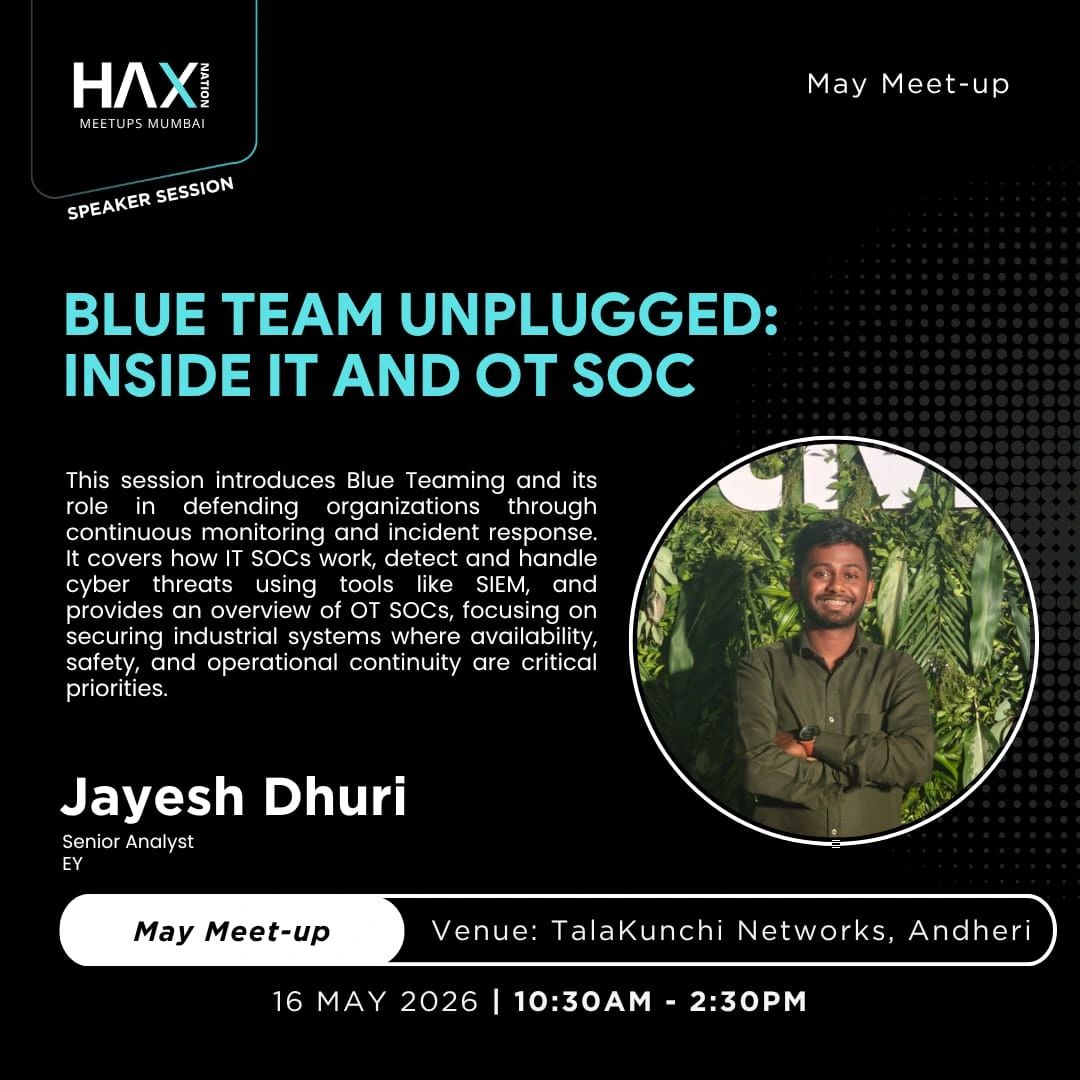 HAX NATION
MEETUPS MUMBAI
SPEAKER SESSION
May Meet-up
BLUE TEAM UNPLUGGED:
INSIDE IT AND OT SOC
This session introduces Blue Teaming and its
role in defending organizations through
continuous monitoring and incident response.
It covers how IT SOCs work, detect and handle
cyber threats using tools like SIEM, and
provides an overview of OT SOCs, focusing on
securing industrial systems where availability,
safety, and operational continuity are critical
priorities.
Jayesh Dhuri
Senior Analyst
EY
May Meet-up
Venue: TalaKunchi Networks, Andheri
16 MAY 2026 | 10:30AM - 2:30PM